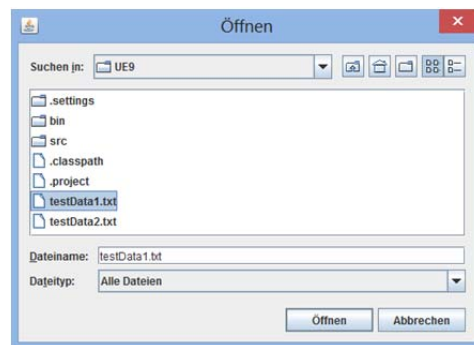 Öffnen
Suchen in: UE9
.settings
bin
src
.classpath
.project
testData1.txt
testData2.txt
Dateiname: testData1.txt
Dateityp: Alle Dateien
Öffnen Abbrechen